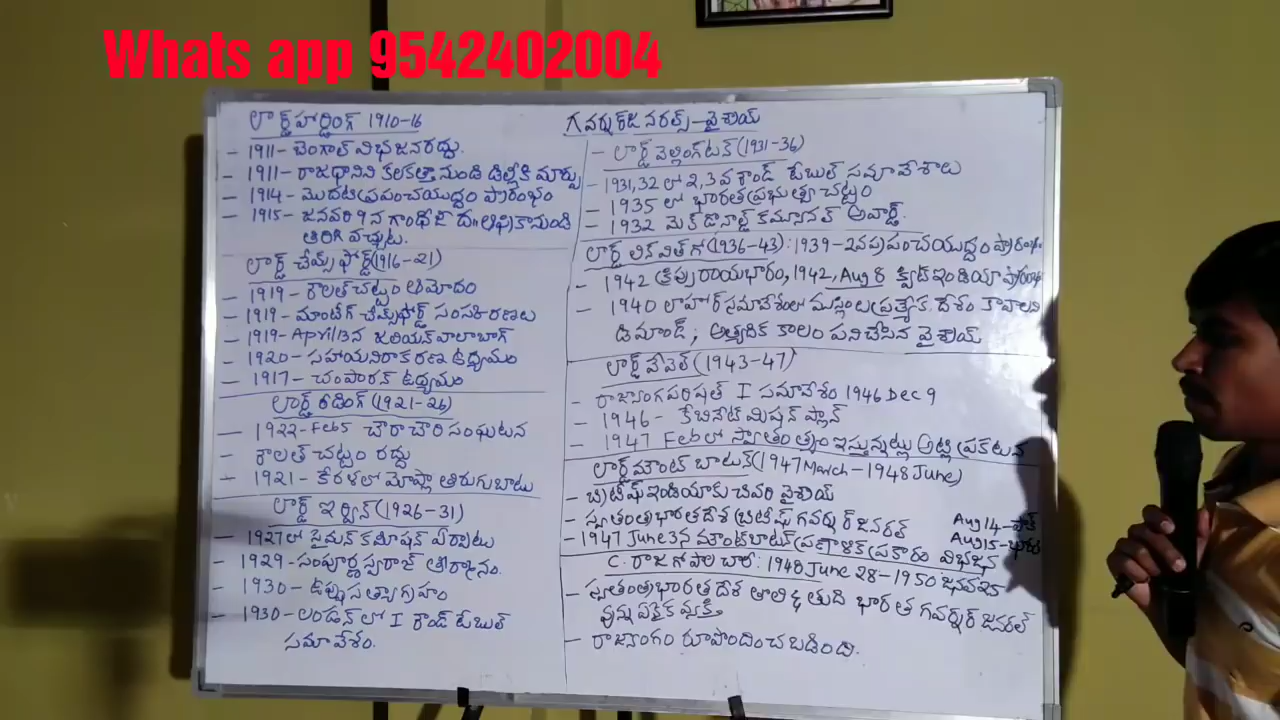 Whats app 9542402004
లార్డ్ హార్డింగ్ 1910-16
- 1911 - బెంగాల్ విభజన రద్దు.
- 1911 - రాజధానిని కలకత్తా నుండి ఢిల్లీకి మార్పు
- 1914 - మొదటి ప్రపంచయుద్ధం ప్రారంభం
- 1915 - జనవరి 9న గాంధీజీ ద॥ఆఫ్రికా నుండి
తిరిగి వచ్చుట.
లార్డ్ చేమ్స్ ఫోర్డ్ (1916-21)
- 1919 - రౌలత్ చట్టం ఆమోదం
- 1919 - మాంటేగ్ చేమ్స్‌ఫోర్డ్ సంస్కరణలు
- 1919 - April 13న జలియన్ వాలాబాగ్
- 1920 - సహాయనిరాకరణ ఉద్యమం
- 1917 - చంపారన్ ఉద్యమం
లార్డ్ రీడింగ్ (1921-26)
- 1922 - Feb 5 చౌరాచౌరి సంఘటన
- రౌలత్ చట్టం రద్దు
- 1921 - కేరళలో మోప్లా తిరుగుబాటు
లార్డ్ ఇర్విన్ (1926-31)
- 1927లో సైమన్ కమీషన్ ఏర్పాటు
- 1929 - సంపూర్ణ స్వరాజ్ తీర్మానం.
- 1930 - ఉప్పు సత్యాగ్రహం
- 1930 - లండన్ లో I రౌండ్ టేబుల్
సమావేశం.
గవర్నర్ జనరల్స్ - వైశ్రాయ్
- లార్డ్ వెల్లింగ్‌టన్ (1931-36)
- 1931, 32 లో 2, 3వ రౌండ్ టేబుల్ సమావేశాలు
- 1935 లో భారత ప్రభుత్వ చట్టం
- 1932 మెక్ డొనాల్డ్ కమ్యూనల్ అవార్డ్.
లార్డ్ లిన్ లిత్ గో (1936-43): 1939 - 2వ ప్రపంచయుద్ధం ప్రారంభం
- 1942 క్రిప్స్ రాయభారం, 1942, Aug 8 క్విట్ ఇండియా ప్రారంభం
- 1940 లాహోర్ సమావేశంలో ముస్లింల ప్రత్యేక దేశం కావాలని
డిమాండ్; అత్యధిక కాలం పనిచేసిన వైశ్రాయ్
లార్డ్ వేవెల్ (1943-47)
- రాజ్యాంగ పరిషత్ I సమావేశం 1946 Dec 9
- 1946 - కేబినెట్ మిషన్ ప్లాన్
- 1947 Feb లో స్వాతంత్ర్యం ఇస్తున్నట్లు అట్లీ ప్రకటన
లార్డ్ మౌంట్ బాటన్ (1947 March - 1948 June)
- బ్రిటీష్ ఇండియాకు చివరి వైశ్రాయ్
- స్వతంత్ర భారతదేశ బ్రిటీష్ గవర్నర్ జనరల్ Aug 14 - పాక్
- 1947 June 3న మౌంట్ బాటన్ ప్రణాళిక ప్రకారం విభజన Aug 15 - భారత
C. రాజగోపాలచారి: 1948 June 28 - 1950 జనవరి
- స్వతంత్ర భారత దేశ తొలి & తుది భారత గవర్నర్ జనరల్
వున్న ఏకైక వ్యక్తి
- రాజ్యంగం రూపొందించబడింది.